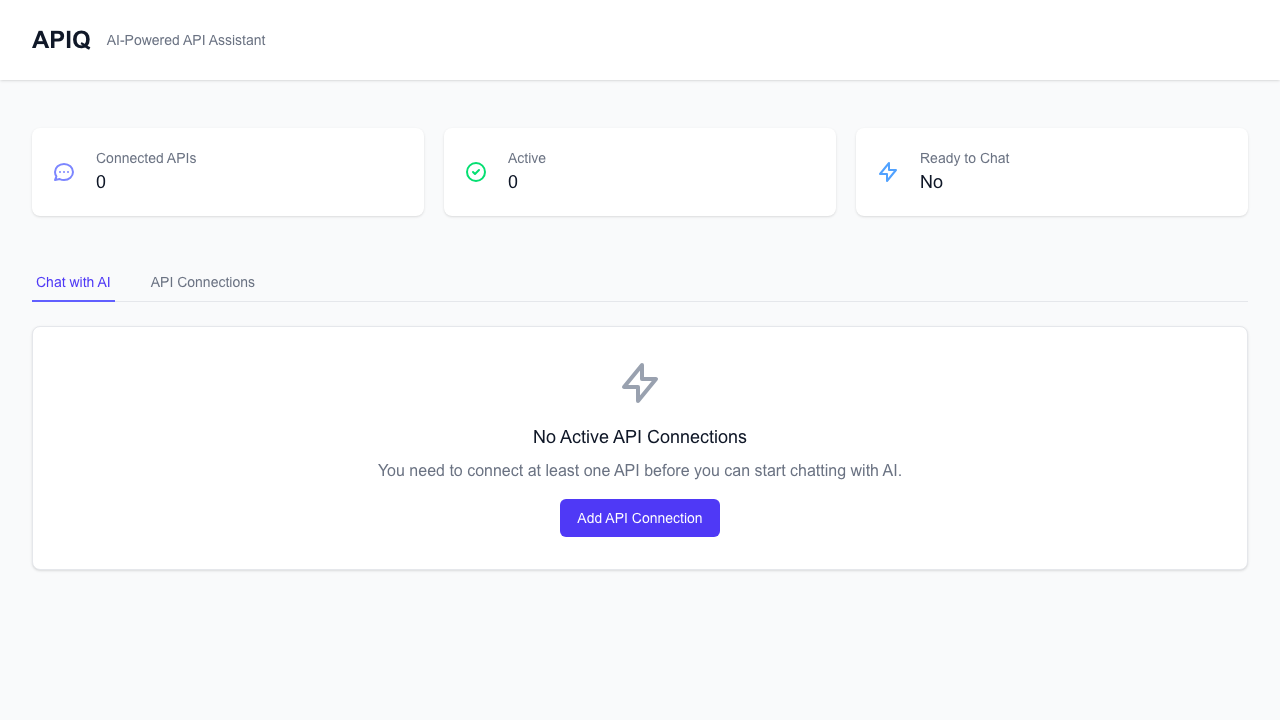 APIQ
AI-Powered API Assistant
Connected APIs
0
Active
0
Ready to Chat
No
Chat with AI
API Connections
No Active API Connections
You need to connect at least one API before you can start chatting with AI.
Add API Connection